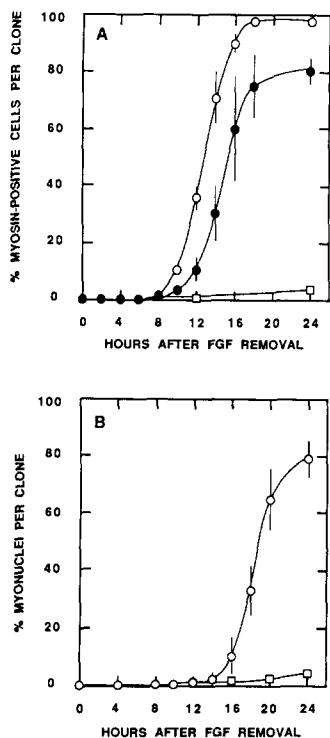 A
% MYOSIN-POSITIVE CELLS PER CLONE
100
80
60
40
20
0
0 4 8 12 16 20 24
HOURS AFTER FGF REMOVAL
B
% MYONUCLEI PER CLONE
100
80
60
40
20
0
0 4 8 12 16 20 24
HOURS AFTER FGF REMOVAL